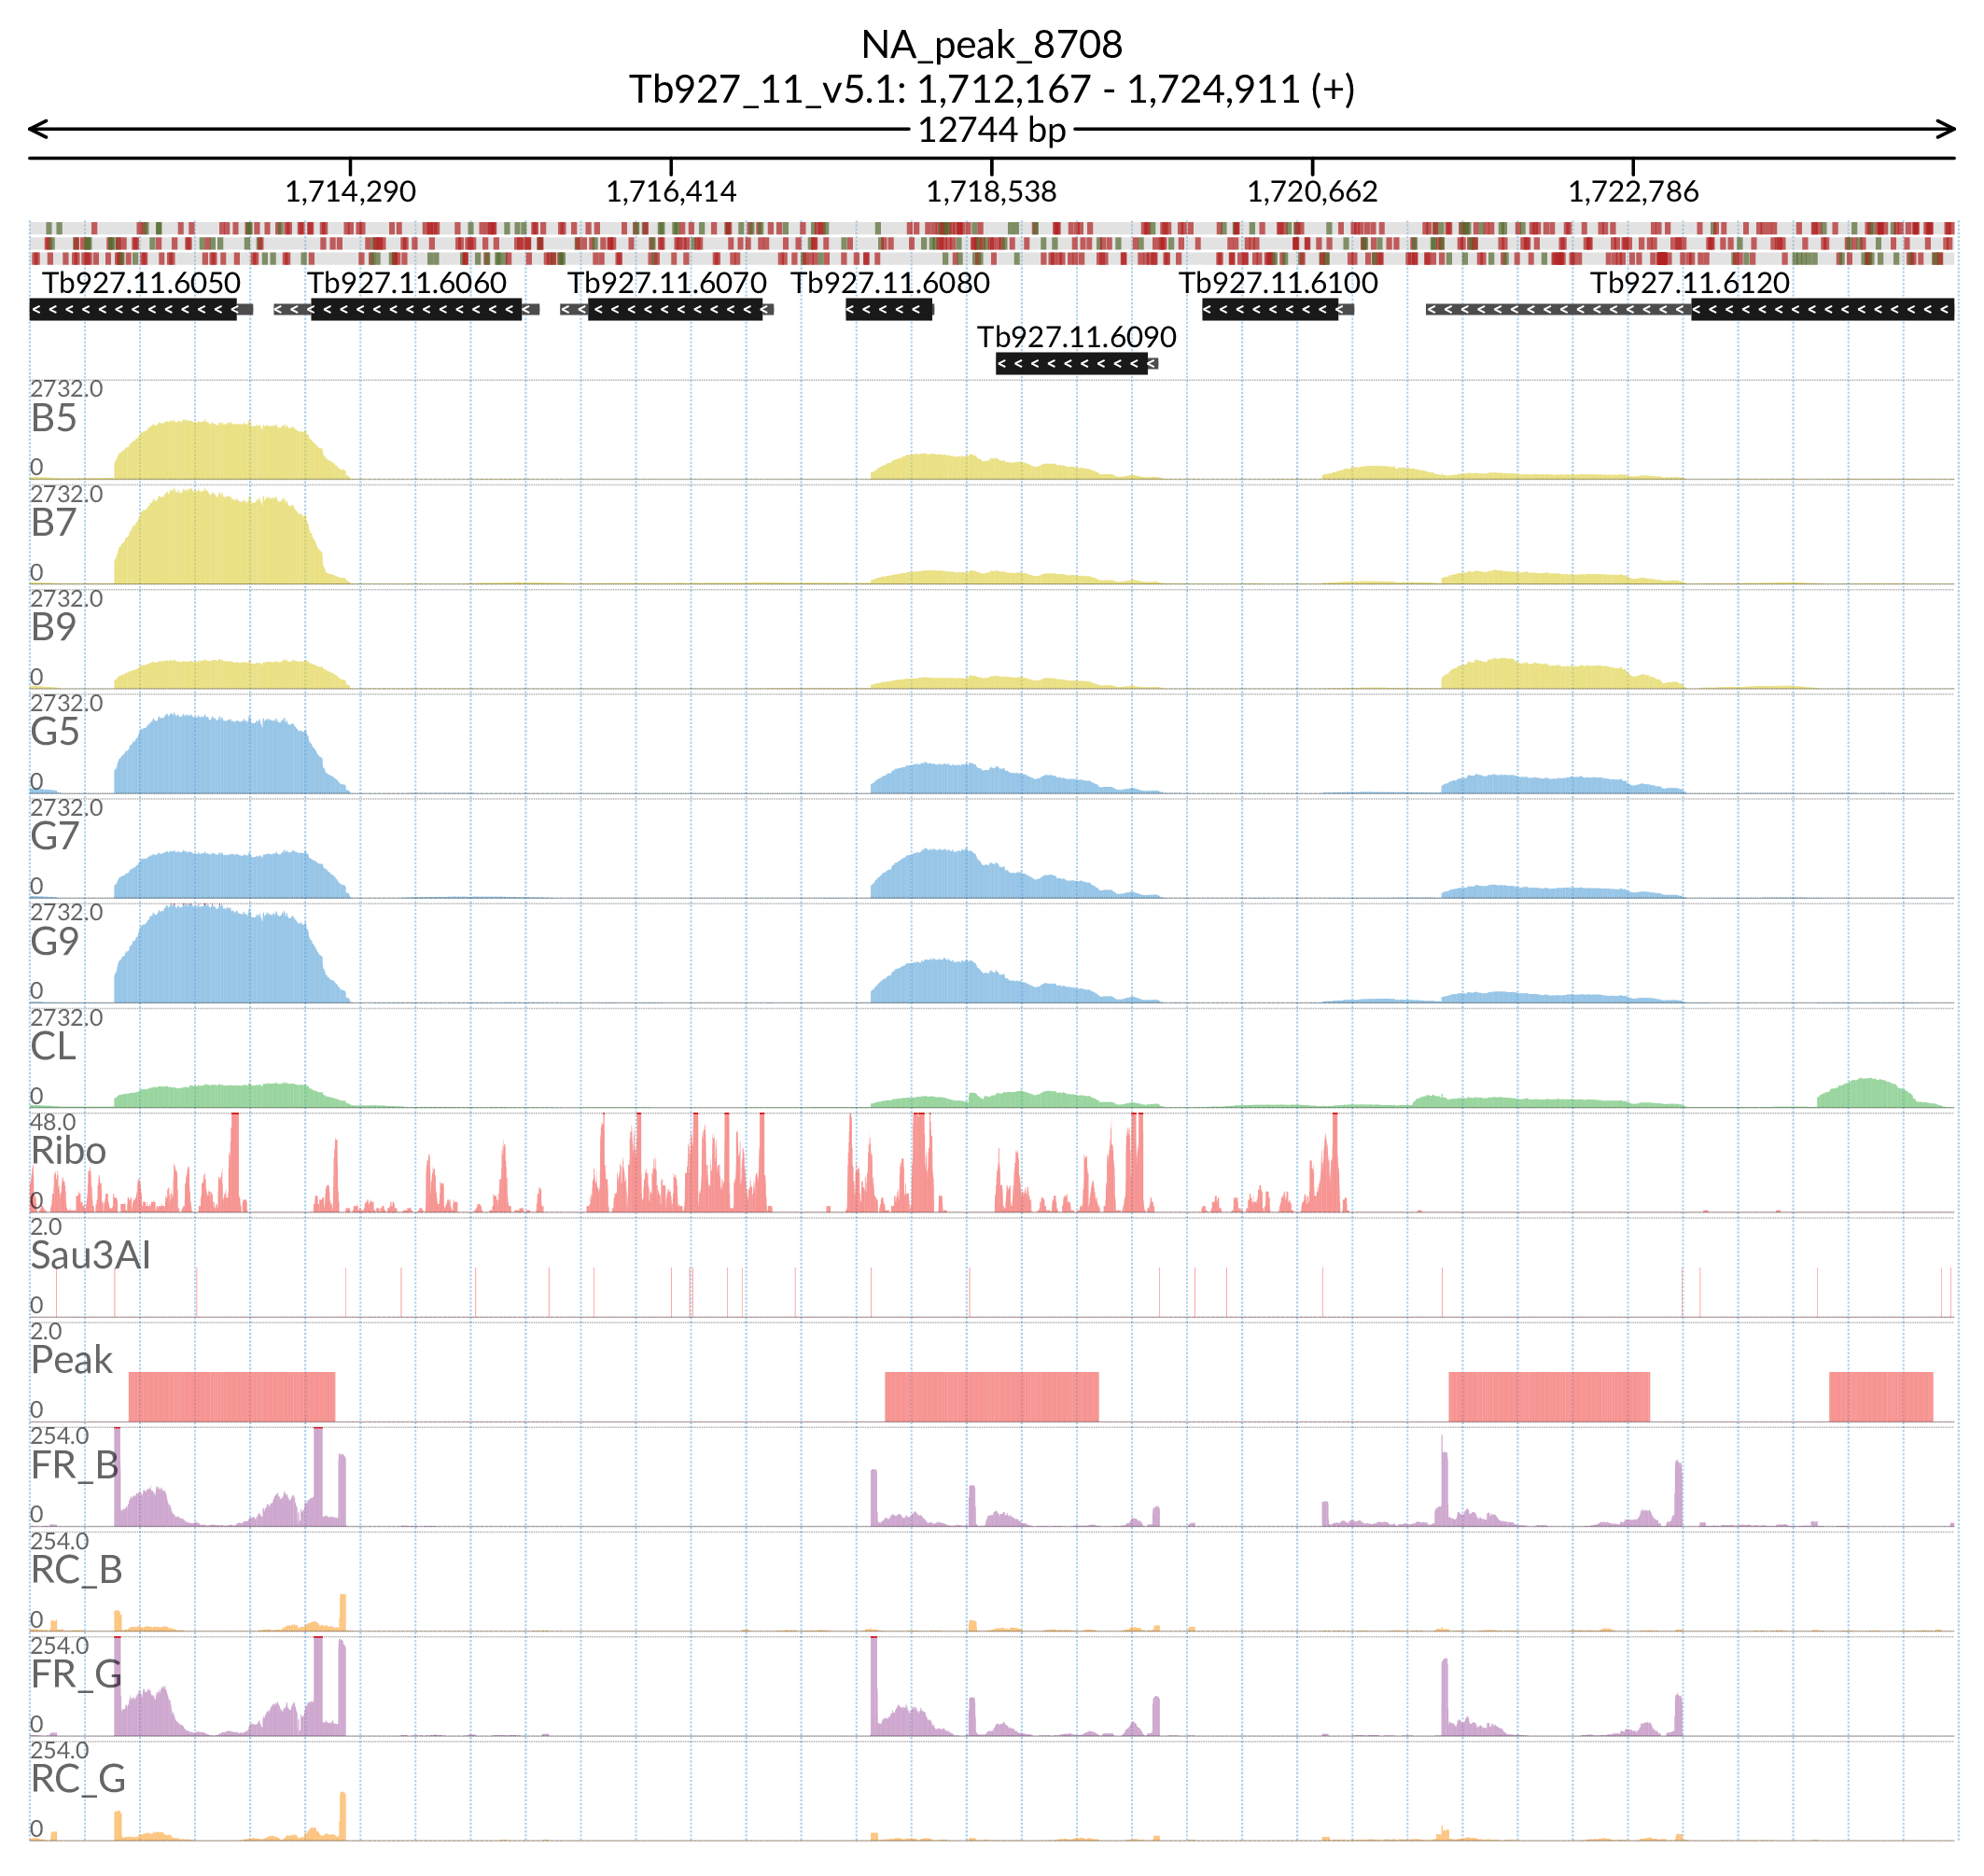 NA_peak_8708
Tb927_11_v5.1: 1,712,167 - 1,724,911 (+)
12744 bp
1,714,290 1,716,414 1,718,538 1,720,662 1,722,786
Tb927.11.6050 Tb927.11.6060 Tb927.11.6070 Tb927.11.6080 Tb927.11.6100 Tb927.11.6120
Tb927.11.6090
2732.0
B5
0
2732.0
B7
0
2732.0
B9
0
2732.0
G5
0
2732.0
G7
0
2732.0
G9
0
2732.0
CL
0
48.0
Ribo
0
2.0
Sau3AI
0
2.0
Peak
0
254.0
FR_B
0
254.0
RC_B
0
254.0
FR_G
0
254.0
RC_G
0